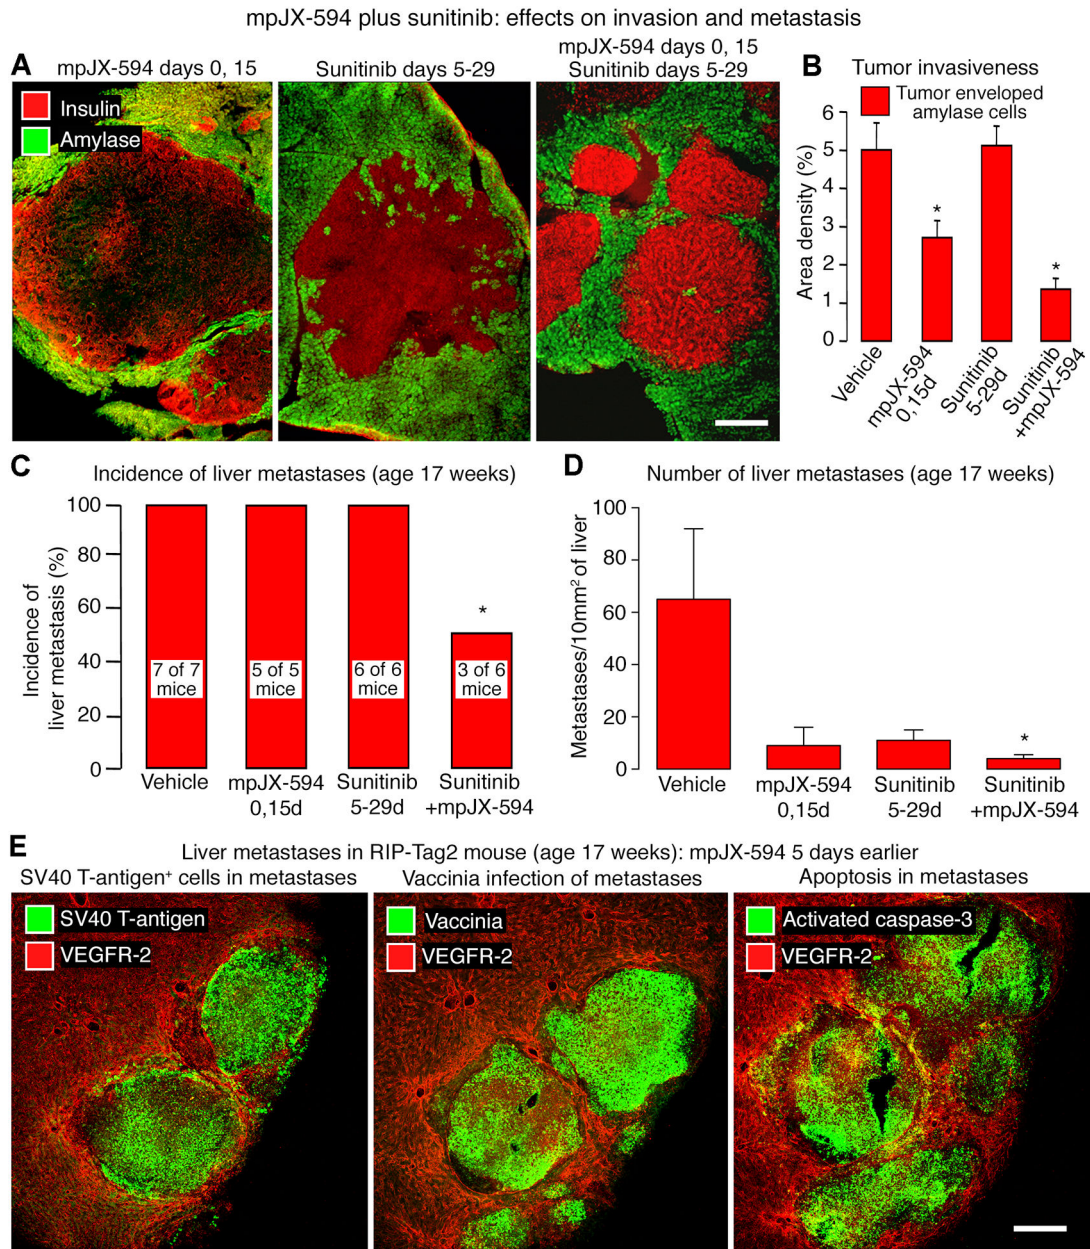 mpJX-594 plus sunitinib: effects on invasion and metastasis
A
mpJX-594 days 0, 15
Insulin
Amylase
Sunitinib days 5-29
mpJX-594 days 0, 15
Sunitinib days 5-29
B
Tumor invasiveness
Tumor enveloped
amylase cells
Area density (%)
6
5
4
3
2
1
0
*
*
Vehicle
mpJX-594
0,15d
Sunitinib
5-29d
Sunitinib
+mpJX-594
C
Incidence of liver metastases (age 17 weeks)
Incidence of
liver metastasis (%)
100
80
60
40
20
0
7 of 7
mice
5 of 5
mice
6 of 6
mice
*
3 of 6
mice
Vehicle
mpJX-594
0,15d
Sunitinib
5-29d
Sunitinib
+mpJX-594
D
Number of liver metastases (age 17 weeks)
Metastases/10mm² of liver
100
80
60
40
20
0
*
Vehicle
mpJX-594
0,15d
Sunitinib
5-29d
Sunitinib
+mpJX-594
E
Liver metastases in RIP-Tag2 mouse (age 17 weeks): mpJX-594 5 days earlier
SV40 T-antigen⁺ cells in metastases
SV40 T-antigen
VEGFR-2
Vaccinia infection of metastases
Vaccinia
VEGFR-2
Apoptosis in metastases
Activated caspase-3
VEGFR-2